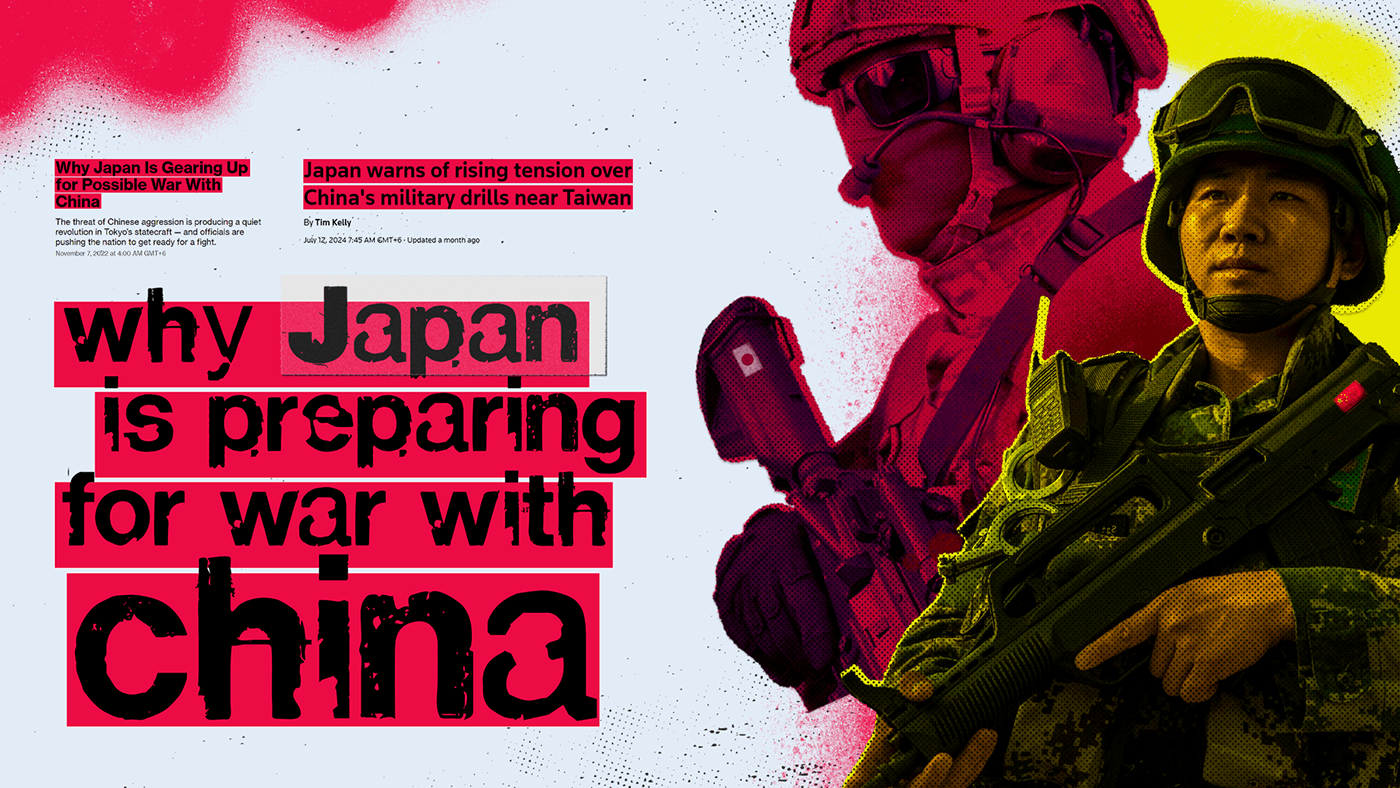 Why Japan Is Gearing Up
for Possible War With
China
The threat of Chinese aggression is producing a quiet
revolution in Tokyo's statecraft — and officials are
pushing the nation to get ready for a fight.
November 7, 2022 at 4:00 AM GMT+6
Japan warns of rising tension over
China's military drills near Taiwan
By Tim Kelly
July 12, 2024 7:45 AM GMT+6 · Updated a month ago
why Japan
is preparing
for war with
china